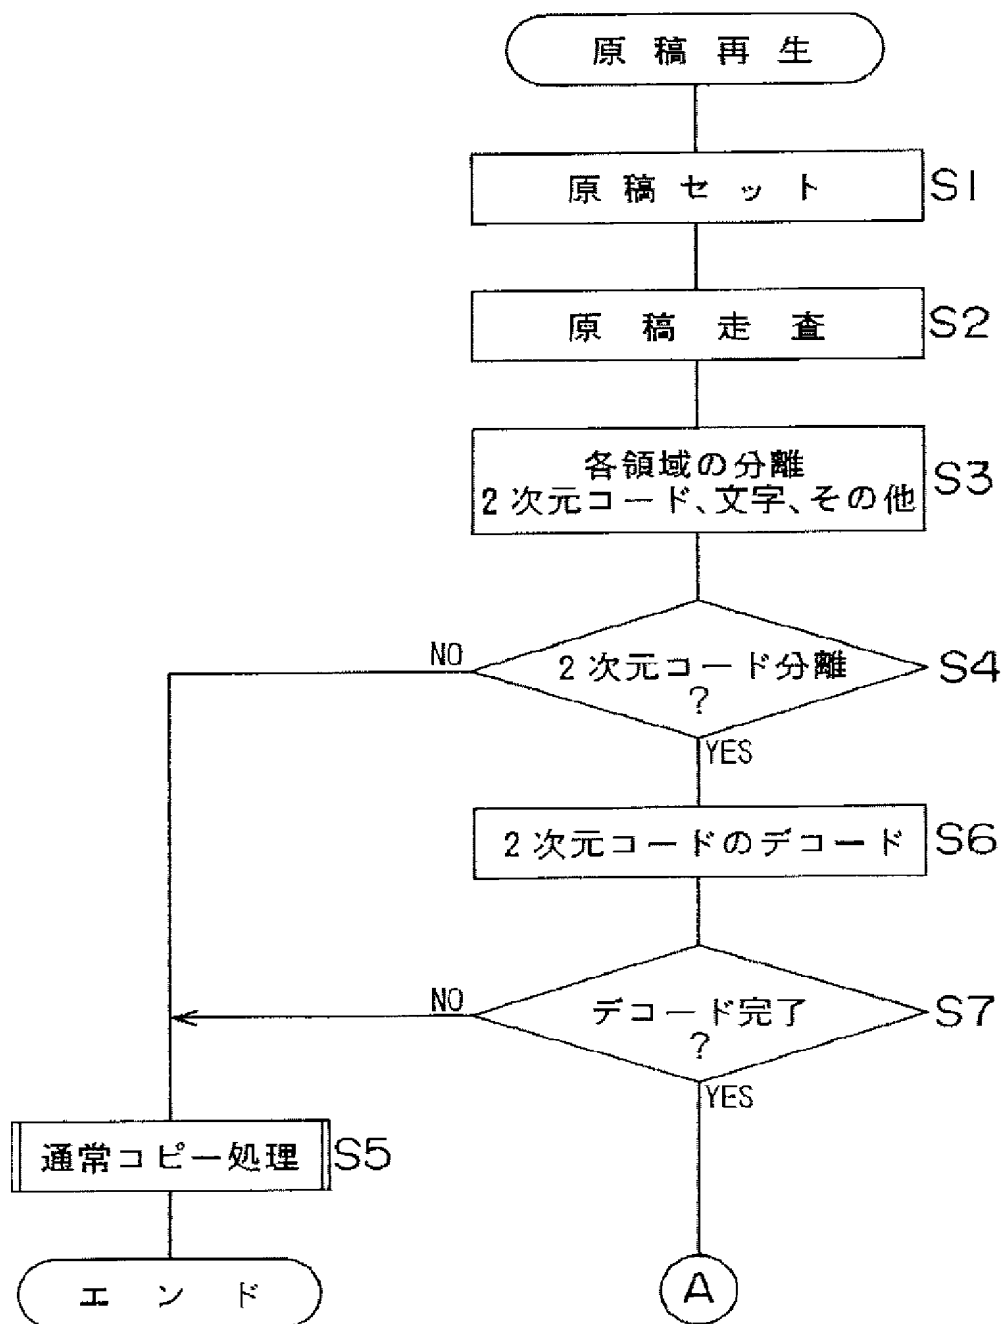 原稿再生
原稿セット
S1
原稿走査
S2
各領域の分離
2次元コード、文字、その他
S3
2次元コード分離
?
S4
NO
YES
2次元コードのデコード
S6
デコード完了
?
S7
NO
YES
通常コピー処理
S5
エンド
A